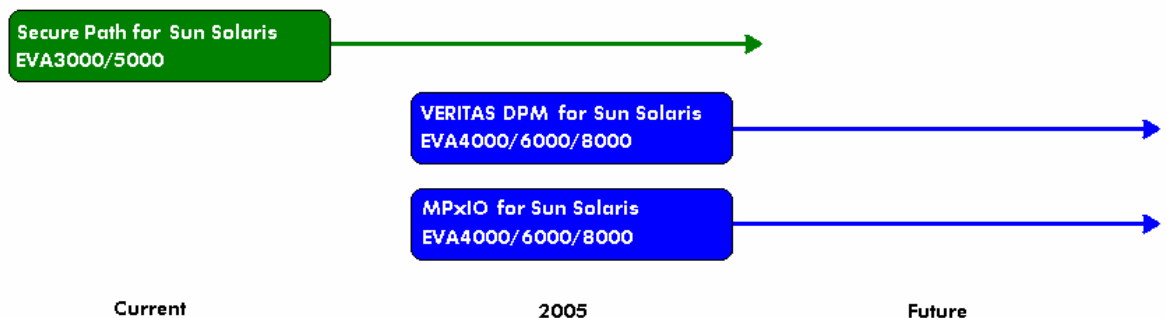 Secure Path for Sun Solaris
EVA3000/5000
VERITAS DPM for Sun Solaris
EVA4000/6000/8000
MPxIO for Sun Solaris
EVA4000/6000/8000
Current 2005 Future